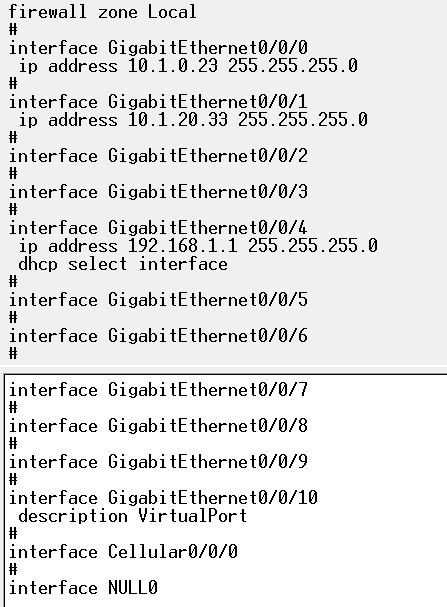 firewall zone Local
#
interface GigabitEthernet0/0/0
 ip address 10.1.0.23 255.255.255.0
#
interface GigabitEthernet0/0/1
 ip address 10.1.20.33 255.255.255.0
#
interface GigabitEthernet0/0/2
#
interface GigabitEthernet0/0/3
#
interface GigabitEthernet0/0/4
 ip address 192.168.1.1 255.255.255.0
 dhcp select interface
#
interface GigabitEthernet0/0/5
#
interface GigabitEthernet0/0/6
#
interface GigabitEthernet0/0/7
#
interface GigabitEthernet0/0/8
#
interface GigabitEthernet0/0/9
#
interface GigabitEthernet0/0/10
 description VirtualPort
#
interface Cellular0/0/0
#
interface NULL0